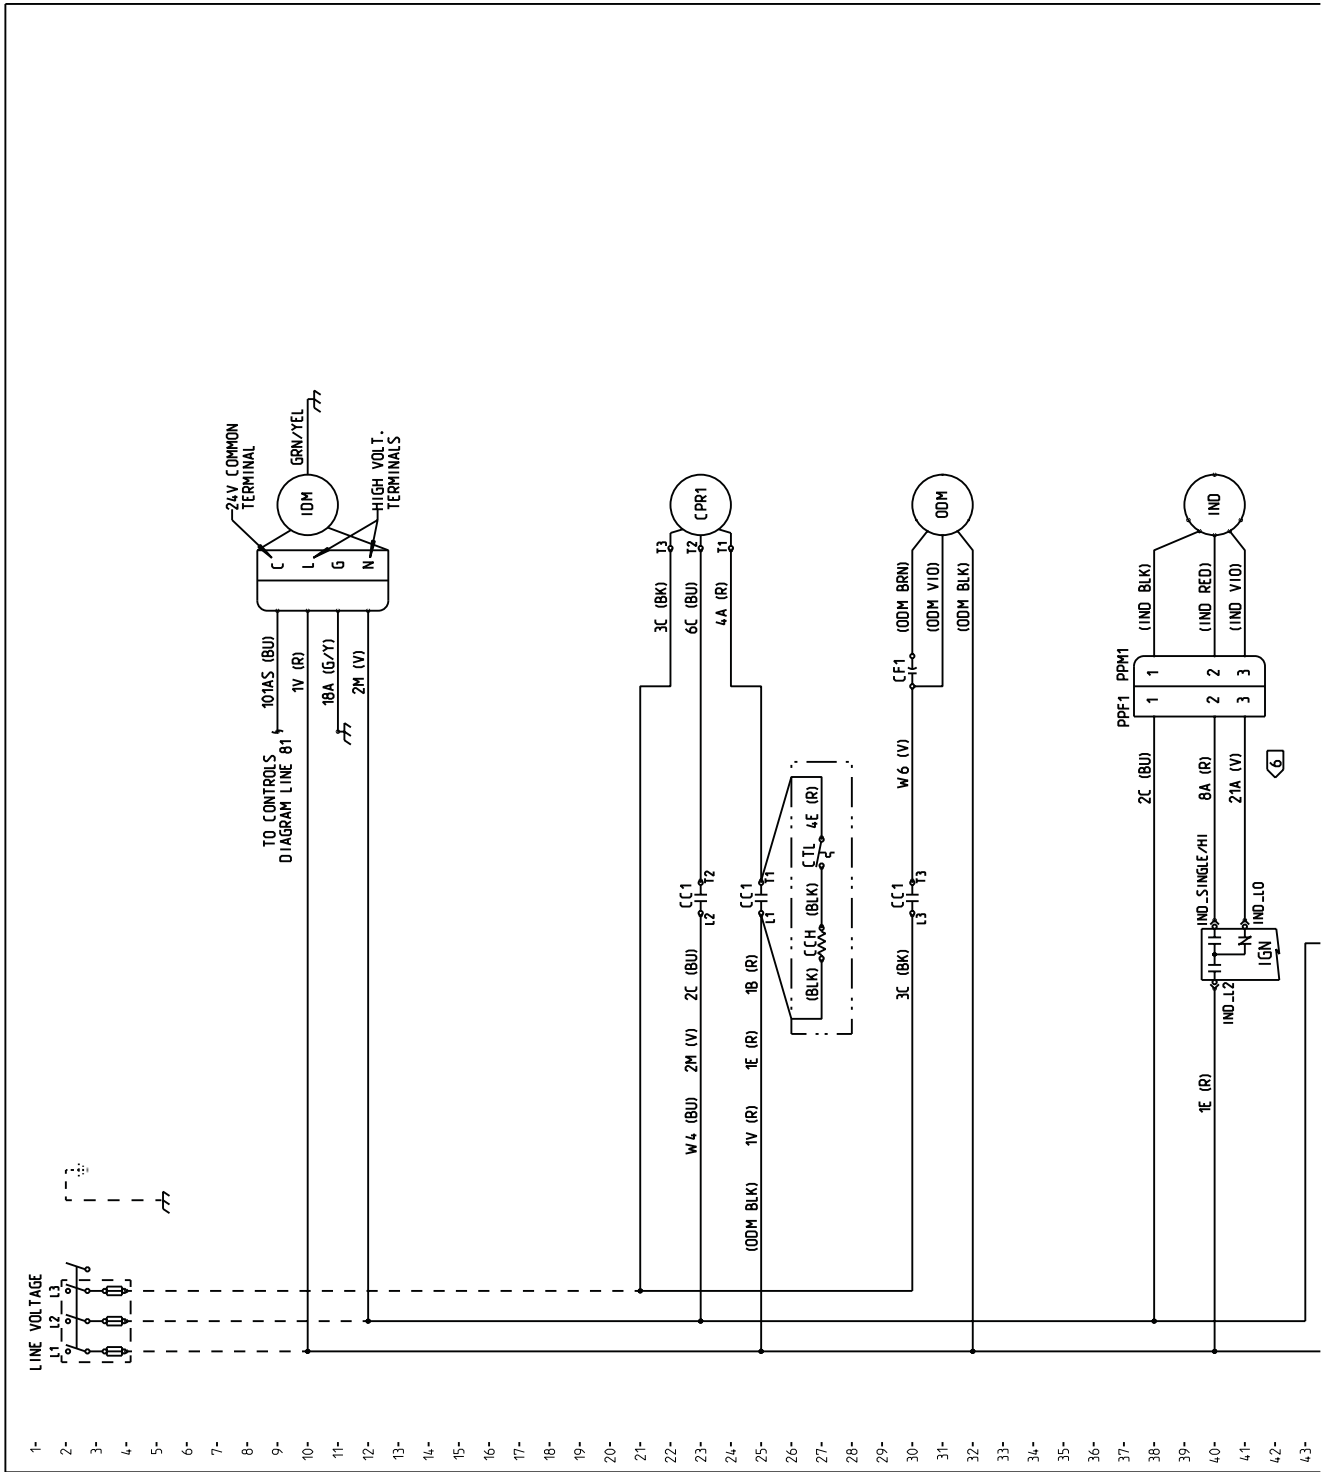 LINE VOLTAGE
L1 L2 L3
24V COMMON
TERMINAL
GRN/YEL
IDM
HIGH VOLT.
TERMINALS
C
L
G
N
101AS (BU)
1V (R)
18A (G/Y)
2M (V)
TO CONTROLS
DIAGRAM LINE 81
CPR1
T3
T2
T1
3C (BK)
6C (BU)
4A (R)
CC1
L2 T2
W4 (BU) 2M (V) 2C (BU)
CC1
L1 T1
(ODM BLK) 1V (R) 1E (R) 1B (R)
(BLK) CCH (BLK) CTL 4E (R)
ODM
(ODM BRN)
(ODM VIO)
(ODM BLK)
CF1
W6 (V)
CC1
L3 T3
3C (BK)
IND
(IND BLK)
(IND RED)
(IND VIO)
PPF1 PPM1
1 1
2 2
3 3
2C (BU)
8A (R)
21A (V)
6
IND_SINGLE/HI
IND_LO
IGN
IND_L2
1E (R)
1-
2-
3-
4-
5-
6-
7-
8-
9-
10-
11-
12-
13-
14-
15-
16-
17-
18-
19-
20-
21-
22-
23-
24-
25-
26-
27-
28-
29-
30-
31-
32-
33-
34-
35-
36-
37-
38-
39-
40-
41-
42-
43-